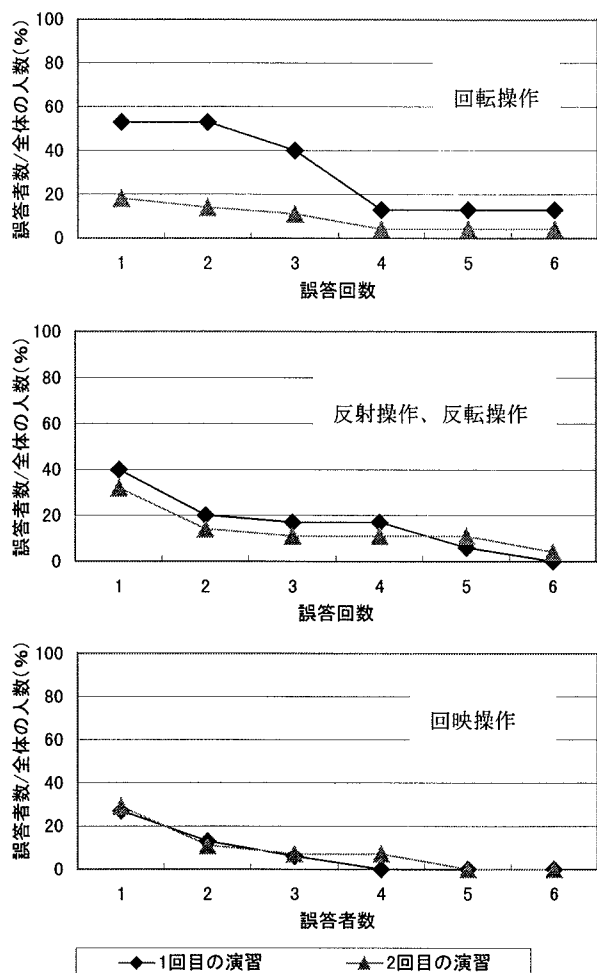 誤答者数/全体の人数(%)
100
80
60
40
20
0
回転操作
1 2 3 4 5 6
誤答回数
誤答者数/全体の人数(%)
100
80
60
40
20
0
反射操作、反転操作
1 2 3 4 5 6
誤答回数
誤答者数/全体の人数(%)
100
80
60
40
20
0
回映操作
1 2 3 4 5 6
誤答者数
1回目の演習 2回目の演習